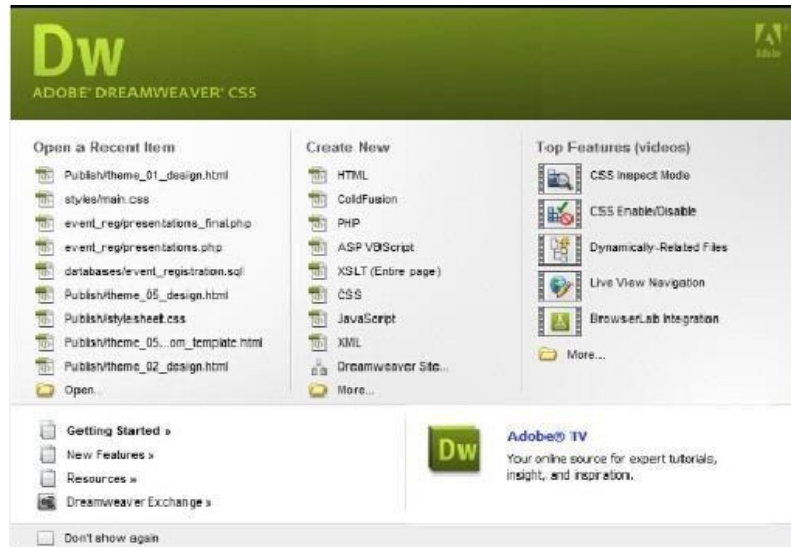 Dw
Adobe
ADOBE® DREAMWEAVER® CS5
Open a Recent Item
Publish/theme_01_design.html
styles/main.css
event_reg/presentations_final.php
event_reg/presentations.php
databases/event_registration.sql
Publish/theme_05_design.html
Publish/stylesheet.css
Publish/theme_05...om_template.html
Publish/theme_02_design.html
Open...
Create New
HTML
ColdFusion
PHP
ASP VBScript
XSLT (Entire page)
CSS
JavaScript
XML
Dreamweaver Site...
More...
Top Features (videos)
CSS Inspect Mode
CSS Enable/Disable
Dynamically-Related Files
Live View Navigation
BrowserLab Integration
More...
Getting Started »
New Features »
Resources »
Dreamweaver Exchange »
Dw
Adobe® TV
Your online source for expert tutorials,
insight, and inspiration.
Don't show again